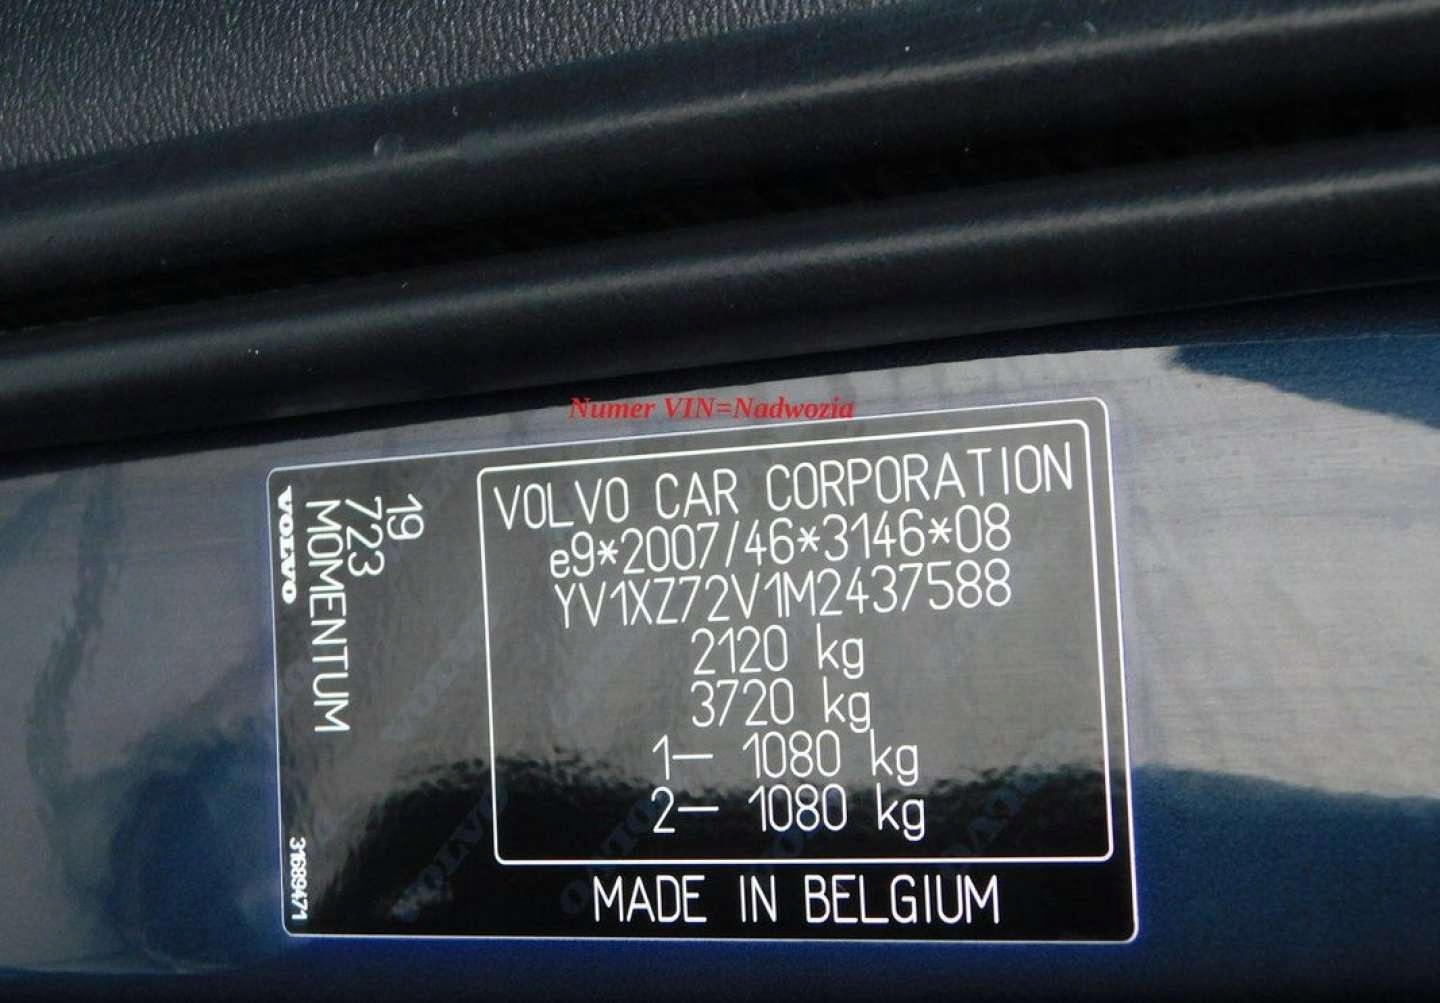 Numer VIN=Nadwozia
VOLVO CAR CORPORATION
e9*2007/46*3146*08
YV1XZ72V1M2437588
2120 kg
3720 kg
1– 1080 kg
2– 1080 kg
MADE IN BELGIUM
19
723
MOMENTUM
VOLVO
31689471